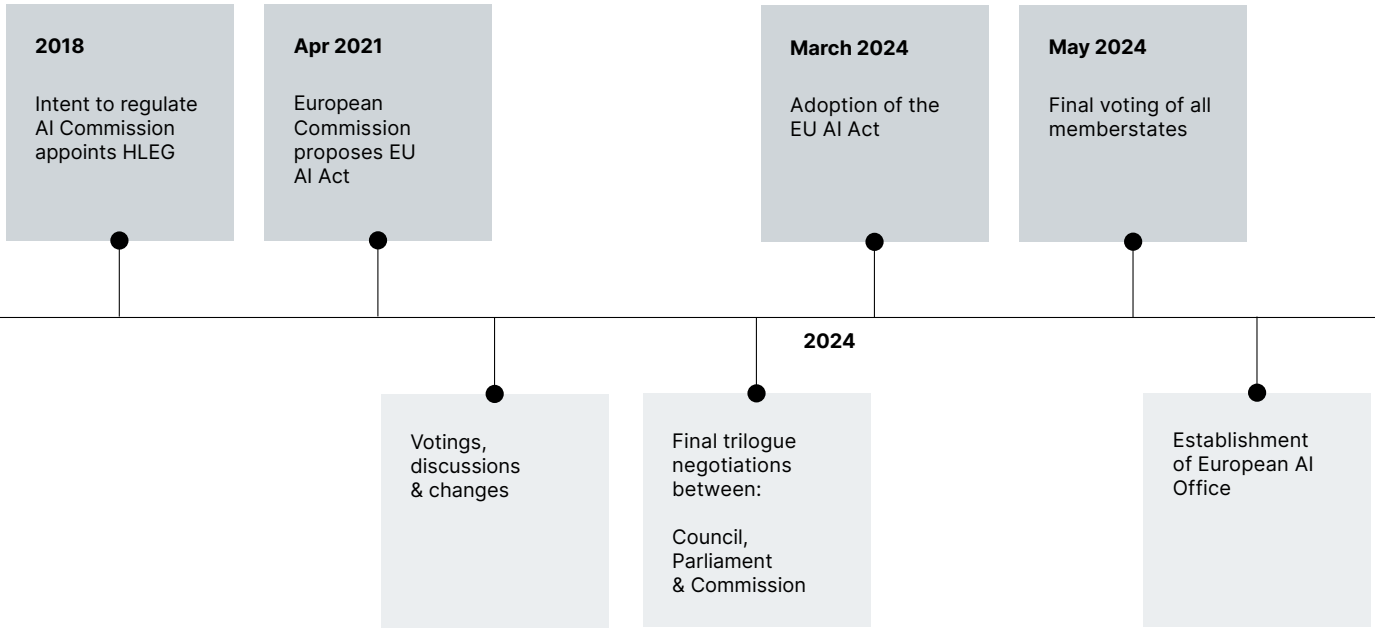 2018
Intent to regulate
AI Commission
appoints HLEG
Apr 2021
European
Commission
proposes EU
AI Act
March 2024
Adoption of the
EU AI Act
May 2024
Final voting of all
memberstates
2024
Votings,
discussions
& changes
Final trilogue
negotiations
between:
Council,
Parliament
& Commission
Establishment
of European AI
Office